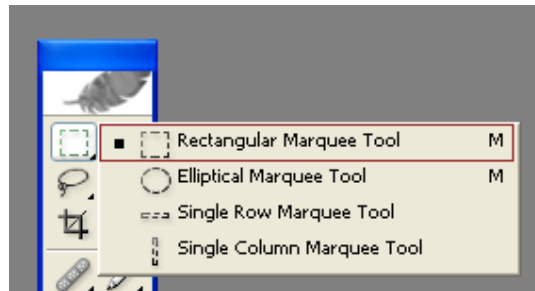 Rectangular Marquee Tool M
Elliptical Marquee Tool M
Single Row Marquee Tool
Single Column Marquee Tool